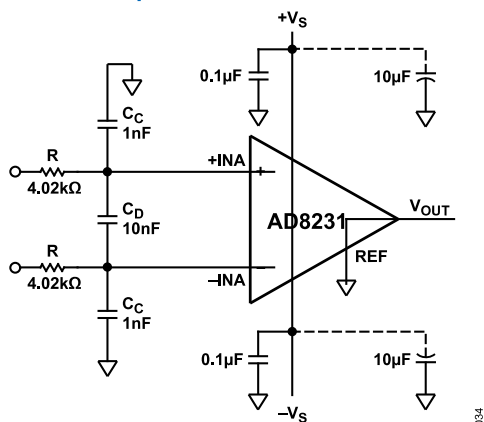 +VS
0.1µF
10µF
CC
1nF
R
+INA
4.02kΩ
+
CD
10nF
AD8231
VOUT
R
–INA
–
REF
4.02kΩ
CC
1nF
0.1µF
10µF
–VS
034